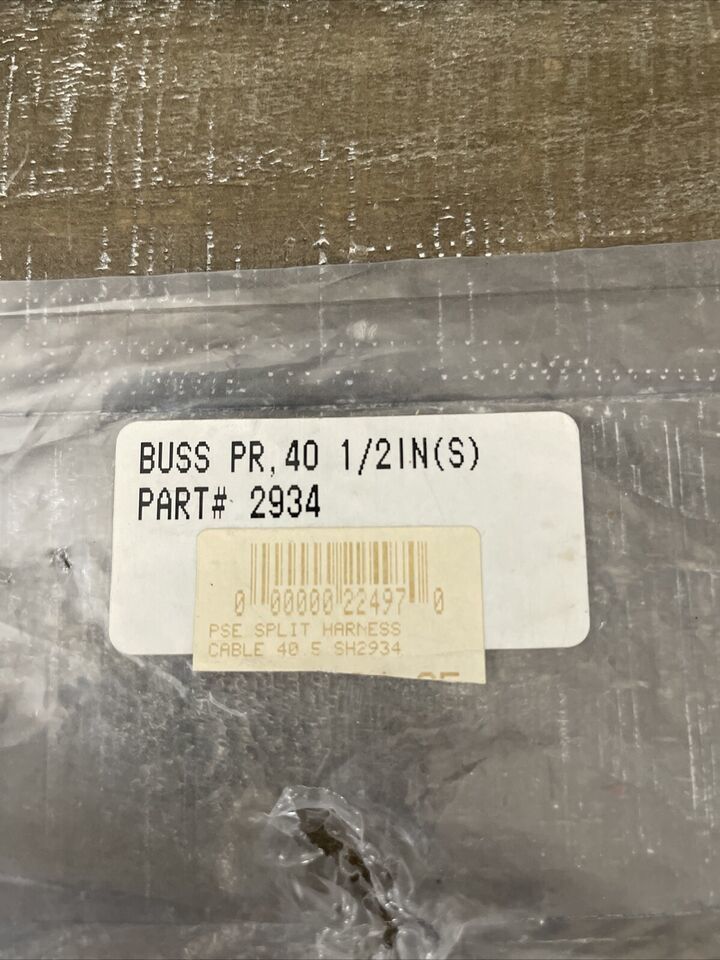 BUSS PR,40 1/2IN(S)
PART# 2934
0 00000 22497 0
PSE SPLIT HARNESS
CABLE 40 5 SH2934